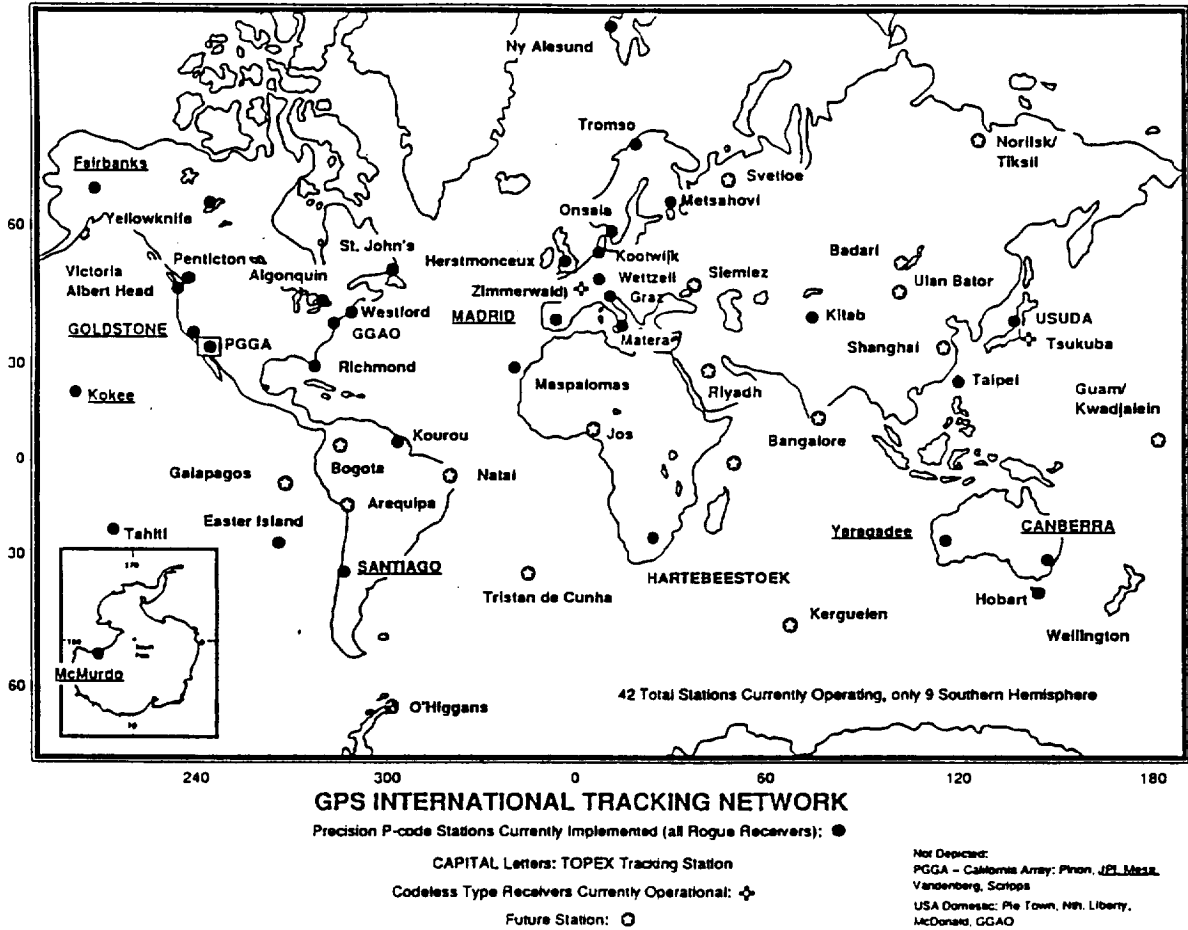 Ny Alesund
Tromso
Norilsk/
Tiksil
Fairbanks
Svetloe
Metsahovi
Yellowknife
Onsala
60
St. John's
Penticton
Algonquin
Herstmonceux
Kootwijk
Badari
Victoria
Albert Head
Wettzell
Siemiez
Ulan Bator
Zimmerwald
Graz
GOLDSTONE
Westford
GGAO
MADRID
Kitab
USUDA
PGGA
Matera
Shanghai
Tsukuba
30
Richmond
Maspalomas
Riyadh
Taipei
Guam/
Kwadjalein
Kokee
Kourou
Jos
Bangalore
0
Bogota
Galapagos
Natal
Arequipa
Easter Island
Tahiti
Yaragadee
CANBERRA
30
170
SANTIAGO
HARTEBEESTOEK
Tristan de Cunha
Hobart
Kerguelen
Wellington
180
South
Pole
0
McMurdo
60
42 Total Stations Currently Operating, only 9 Southern Hemisphere
O'Higgans
240 300 0 60 120 180
GPS INTERNATIONAL TRACKING NETWORK
Precision P-code Stations Currently Implemented (all Rogue Receivers):
CAPITAL Letters: TOPEX Tracking Station
Codeless Type Receivers Currently Operational:
Future Station:
Not Depicted:
PGGA – California Array: Pinon, JPL Mesa,
Vandenberg, Scripps
USA Domestic: Pie Town, Nth. Liberty,
McDonald, GGAO